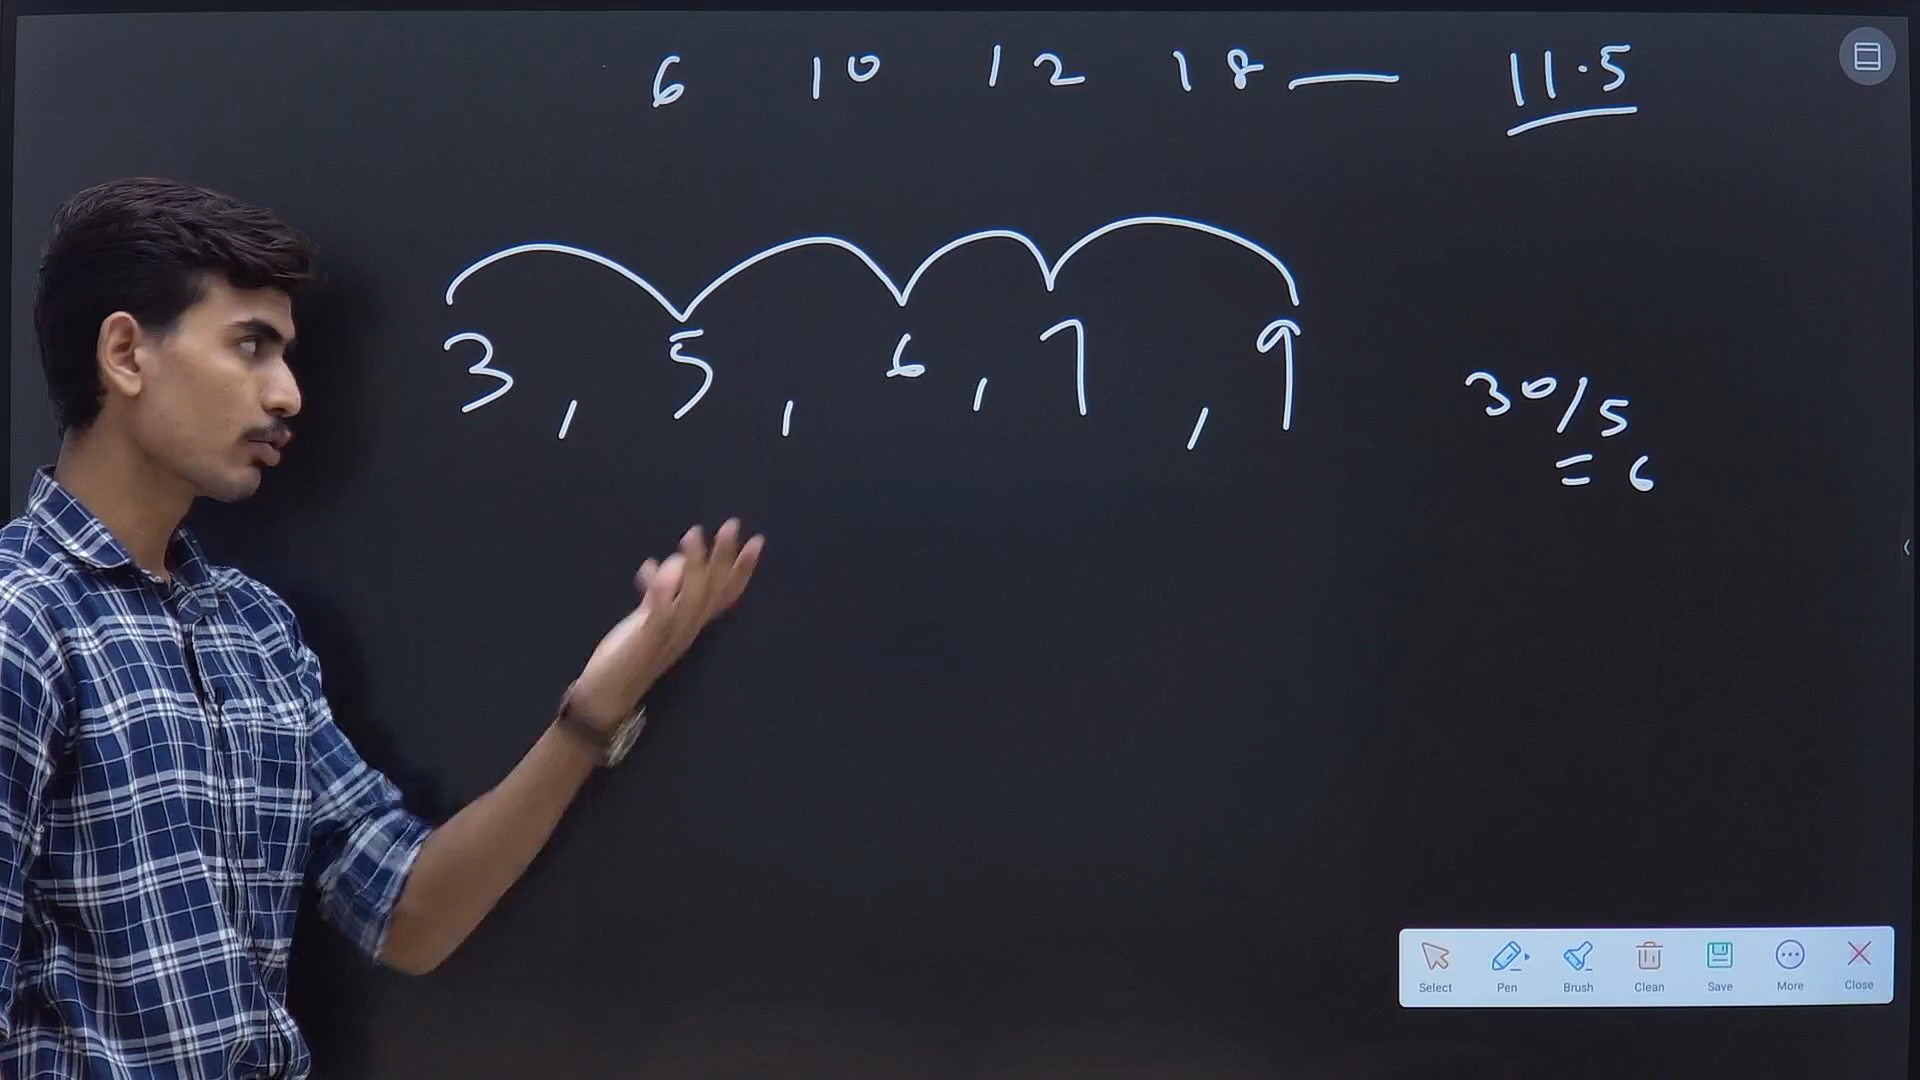 6 10 12 18 — 11.5
3, 5, 6, 7, 9
30/5
= 6
Select Pen Brush Clean Save More Close